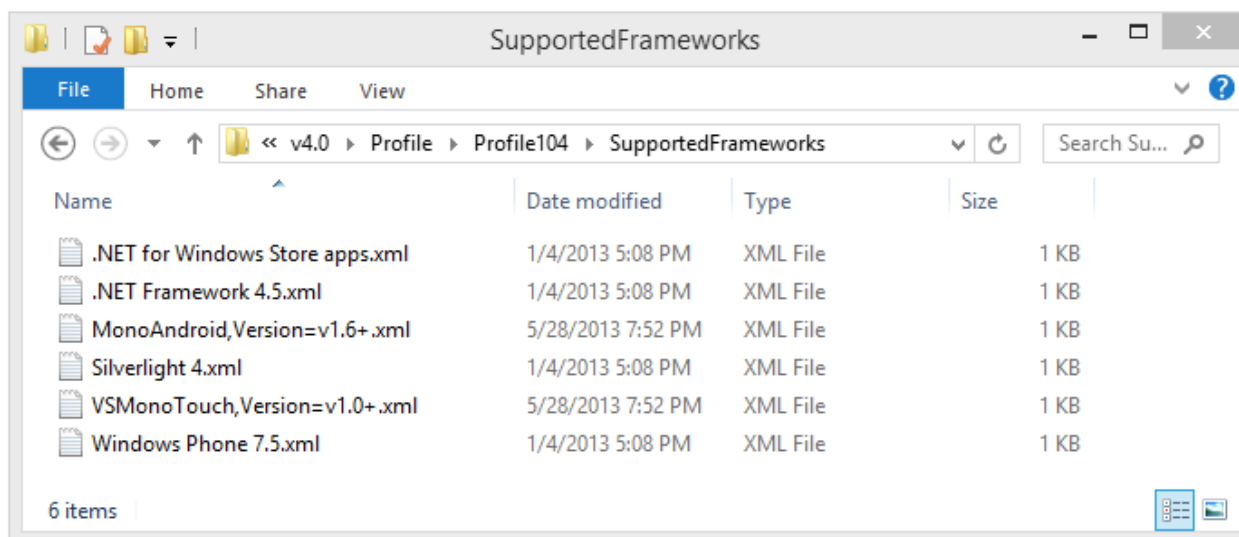 SupportedFrameworks
File Home Share View
« v4.0 Profile Profile104 SupportedFrameworks Search Su...
Name Date modified Type Size
.NET for Windows Store apps.xml 1/4/2013 5:08 PM XML File 1 KB
.NET Framework 4.5.xml 1/4/2013 5:08 PM XML File 1 KB
MonoAndroid,Version=v1.6+.xml 5/28/2013 7:52 PM XML File 1 KB
Silverlight 4.xml 1/4/2013 5:08 PM XML File 1 KB
VSMonoTouch,Version=v1.0+.xml 5/28/2013 7:52 PM XML File 1 KB
Windows Phone 7.5.xml 1/4/2013 5:08 PM XML File 1 KB
6 items